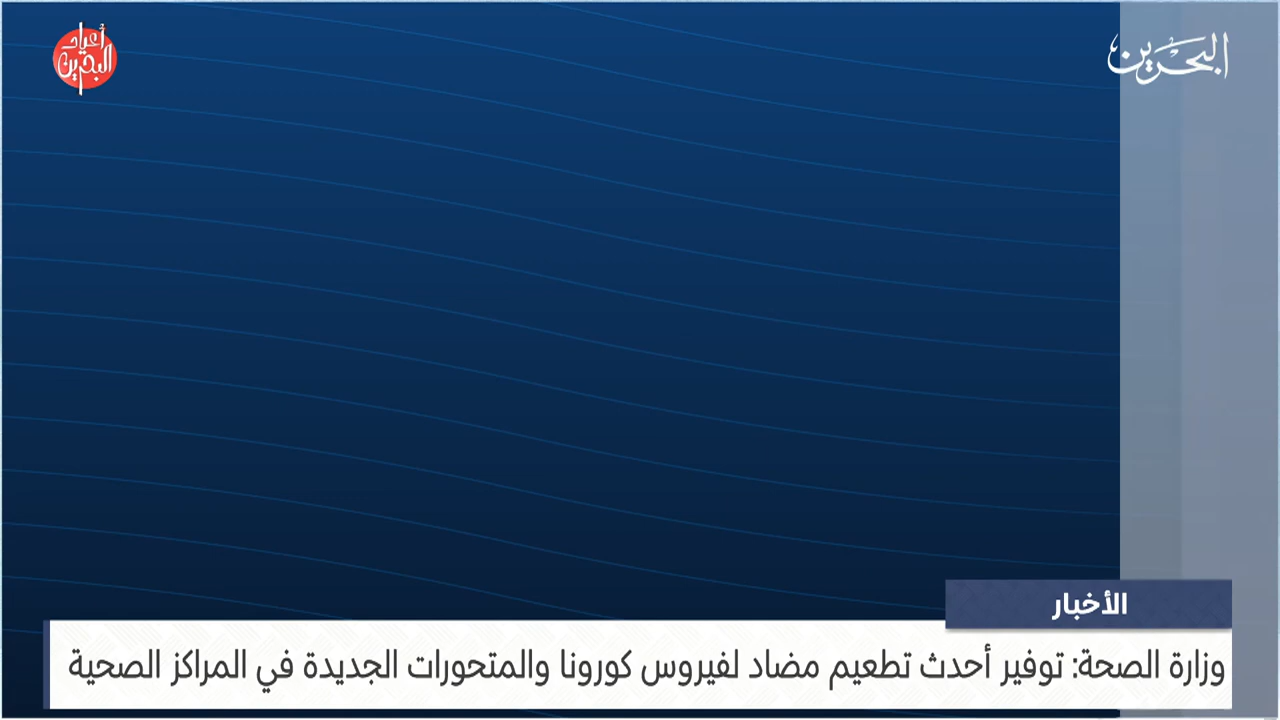 أعياد
البحرين
البحرين
الأخبار
وزارة الصحة: توفير أحدث تطعيم مضاد لفيروس كورونا والمتحورات الجديدة في المراكز الصحية